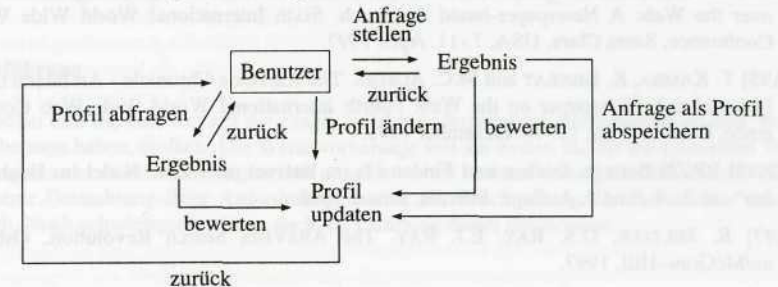 Anfrage
stellen
Benutzer
Ergebnis
zurück
Profil abfragen
zurück
Profil ändern
bewerten
Anfrage als Profil
abspeichern
Ergebnis
bewerten
Profil
updaten
zurück